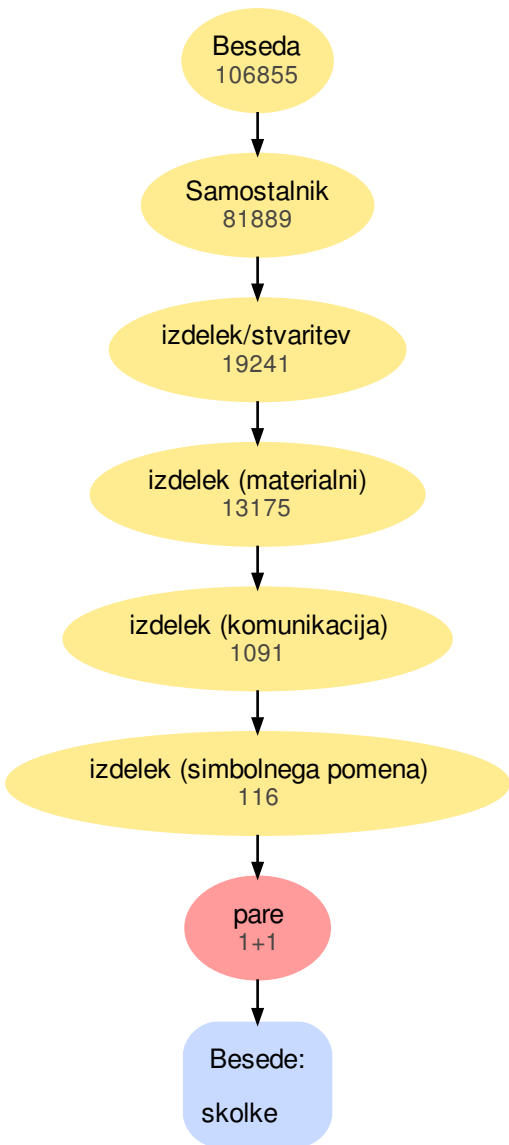 Beseda
106855
Samostalnik
81889
izdelek/stvaritev
19241
izdelek (materialni)
13175
izdelek (komunikacija)
1091
izdelek (simbolnega pomena)
116
pare
1+1
Besede:
skolke